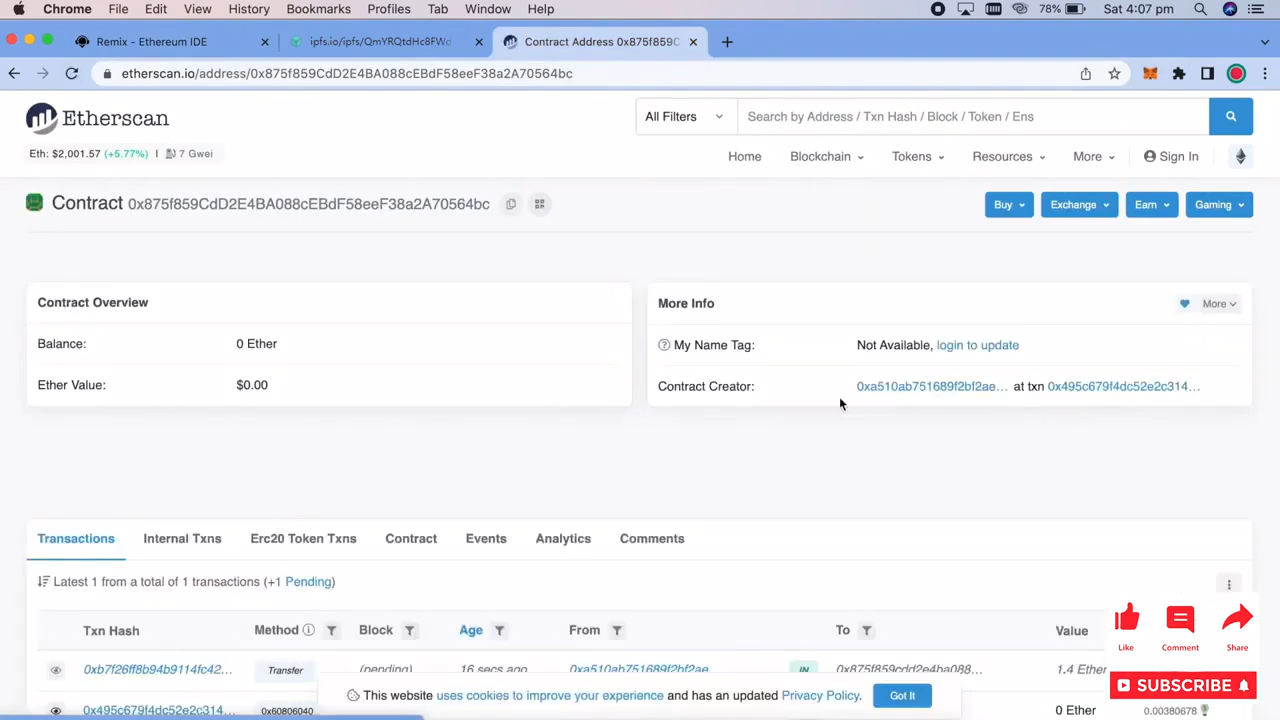 Chrome File Edit View History Bookmarks Profiles Tab Window Help 78% Sat 4:07 pm
Remix - Ethereum IDE ipfs.io/ipfs/QmYRQtdHc8FWd Contract Address 0x875f859C
etherscan.io/address/0x875f859CdD2E4BA088cEBdF58eeF38a2A70564bc
Etherscan
All Filters Search by Address / Txn Hash / Block / Token / Ens
Eth: $2,001.57 (+5.77%) | 7 Gwei
Home Blockchain Tokens Resources More Sign In
Contract 0x875f859CdD2E4BA088cEBdF58eeF38a2A70564bc
Buy Exchange Earn Gaming
Contract Overview
Balance: 0 Ether
Ether Value: $0.00
More Info More
My Name Tag: Not Available, login to update
Contract Creator: 0xa510ab751689f2bf2ae... at txn 0x495c679f4dc52e2c314...
Transactions Internal Txns Erc20 Token Txns Contract Events Analytics Comments
Latest 1 from a total of 1 transactions (+1 Pending)
Txn Hash Method Block Age From To Value
0xb7f26ff8b94b9114fc42... Transfer (pending) 16 secs ago 0xa510ab751689f2bf2ae IN 0x875f859cdd2e4ba088... 1.4 Ether
0x495c679f4dc52e2c314... 0x60806040 0 Ether 0.00380678
This website uses cookies to improve your experience and has an updated Privacy Policy. Got It
Like Comment Share
SUBSCRIBE